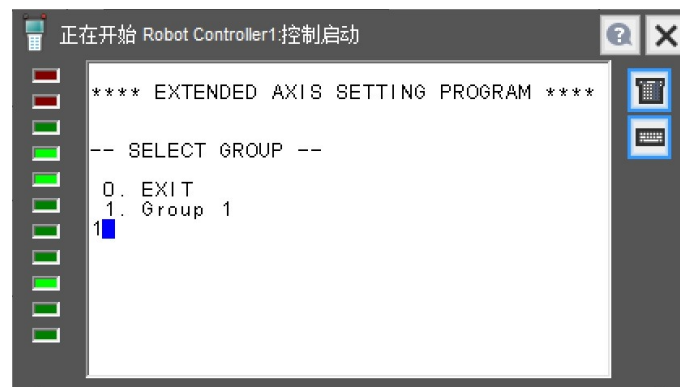 正在开始 Robot Controller1:控制启动
**** EXTENDED AXIS SETTING PROGRAM ****
-- SELECT GROUP --
0. EXIT
1. Group 1
1